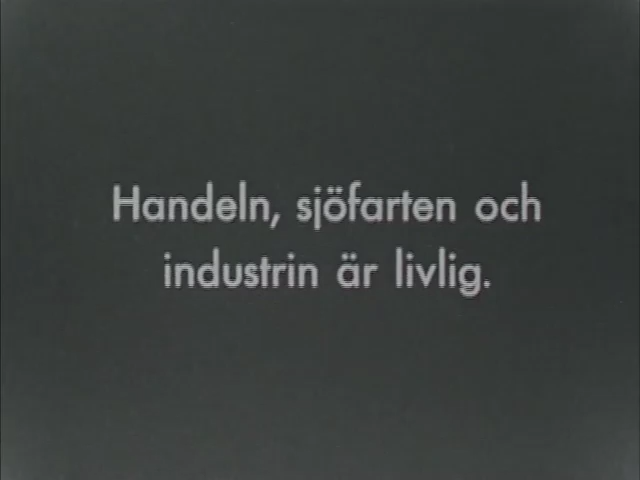 Handeln, sjöfarten och
industrin är livlig.